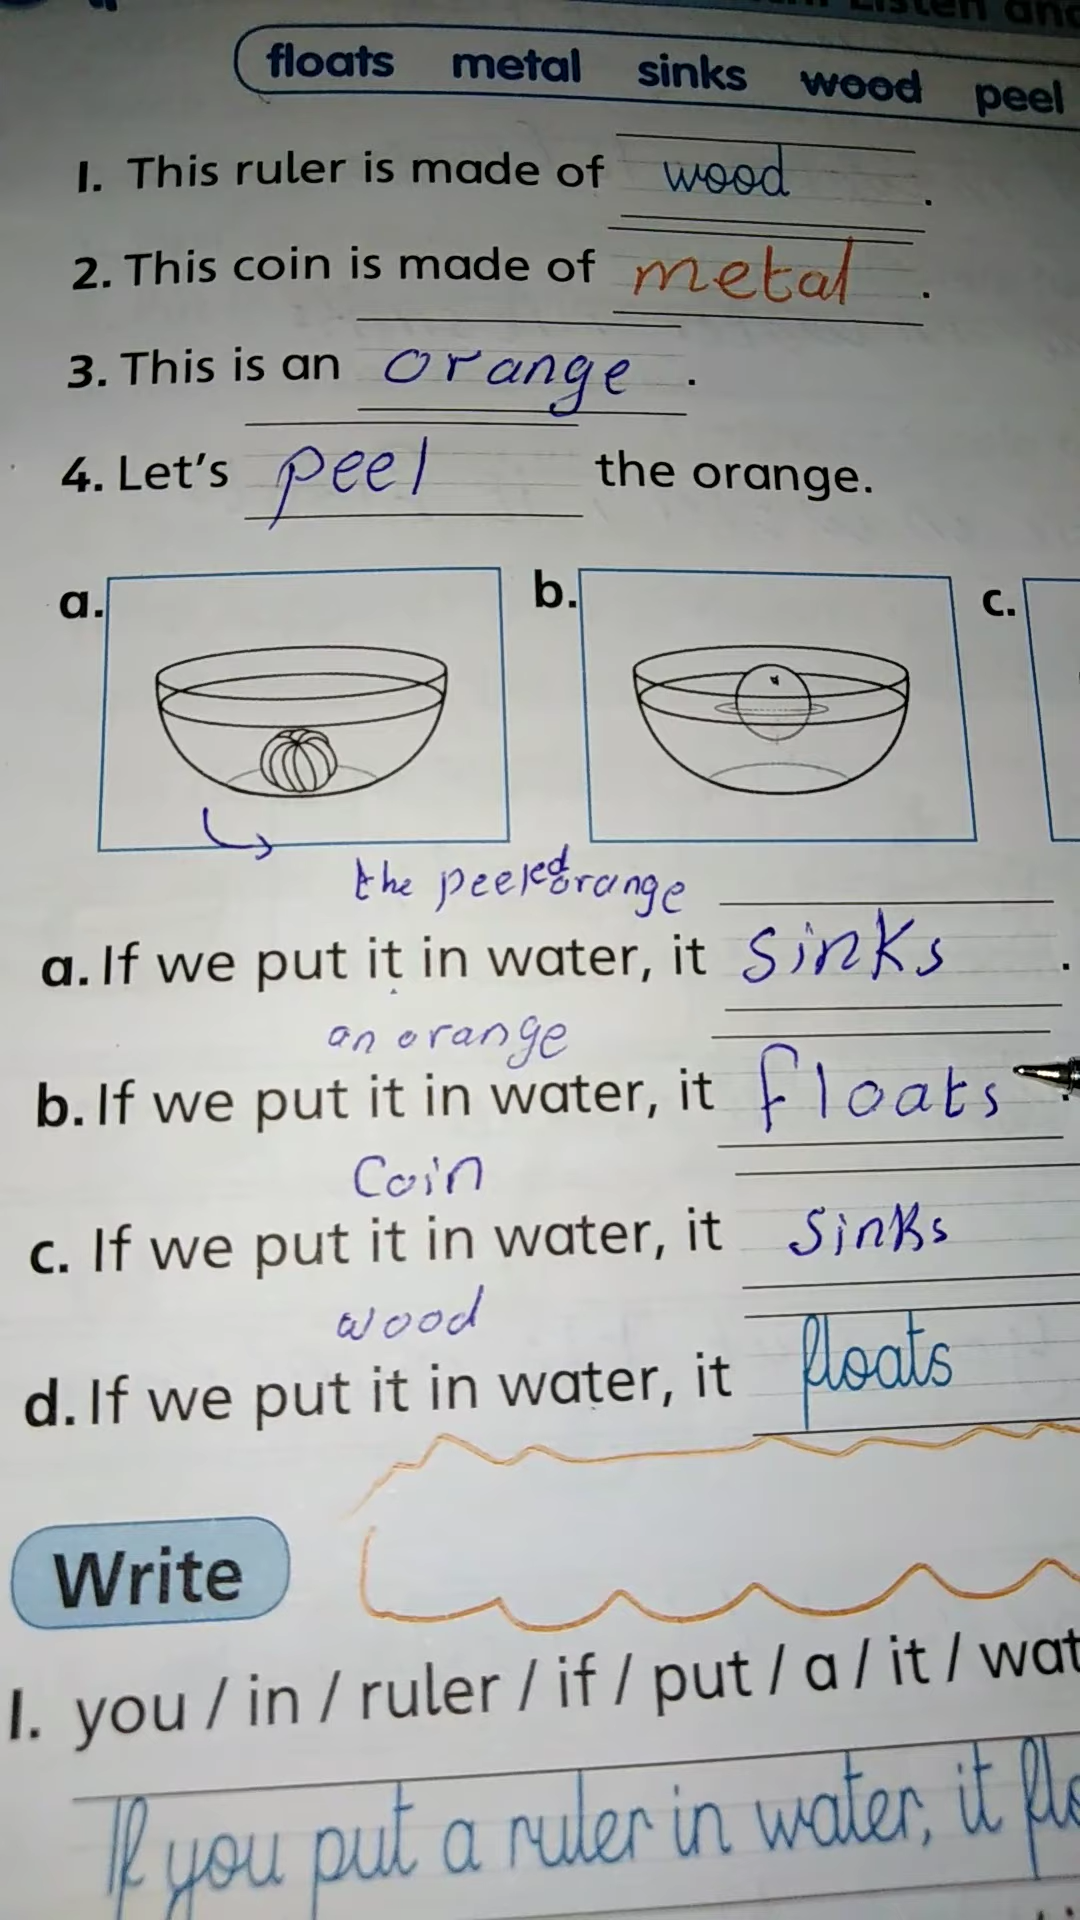 Listen and
floats metal sinks wood peel
1. This ruler is made of wood.
2. This coin is made of metal.
3. This is an orange.
4. Let's peel the orange.
a. b. c.
the peeled orange
a. If we put it in water, it sinks.
an orange
b. If we put it in water, it floats.
Coin
c. If we put it in water, it sinks
wood
d. If we put it in water, it floats
Write
1. you / in / ruler / if / put / a / it / wat
If you put a ruler in water, it flo